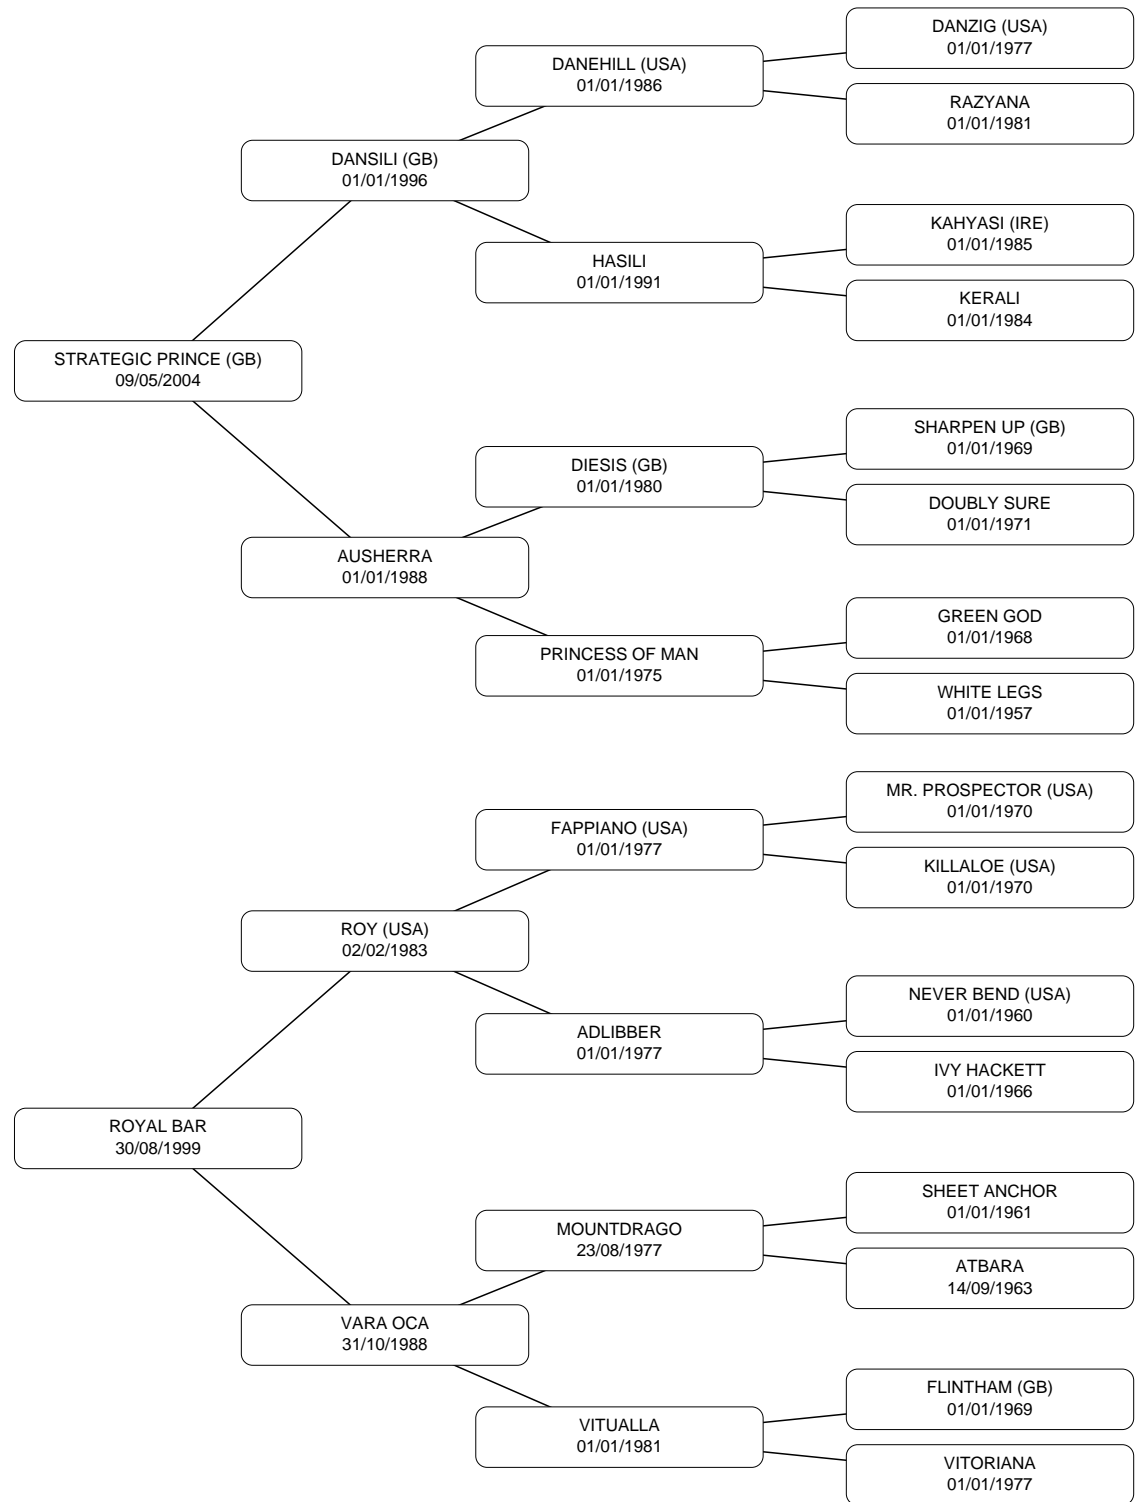 DANZIG (USA)
01/01/1977
DANEHILL (USA)
01/01/1986
RAZYANA
01/01/1981
DANSILI (GB)
01/01/1996
KAHYASI (IRE)
01/01/1985
HASILI
01/01/1991
KERALI
01/01/1984
STRATEGIC PRINCE (GB)
09/05/2004
SHARPEN UP (GB)
01/01/1969
DIESIS (GB)
01/01/1980
DOUBLY SURE
01/01/1971
AUSHERRA
01/01/1988
GREEN GOD
01/01/1968
PRINCESS OF MAN
01/01/1975
WHITE LEGS
01/01/1957
MR. PROSPECTOR (USA)
01/01/1970
FAPPIANO (USA)
01/01/1977
KILLALOE (USA)
01/01/1970
ROY (USA)
02/02/1983
NEVER BEND (USA)
01/01/1960
ADLIBBER
01/01/1977
IVY HACKETT
01/01/1966
ROYAL BAR
30/08/1999
SHEET ANCHOR
01/01/1961
MOUNTDRAGO
23/08/1977
ATBARA
14/09/1963
VARA OCA
31/10/1988
FLINTHAM (GB)
01/01/1969
VITUALLA
01/01/1981
VITORIANA
01/01/1977